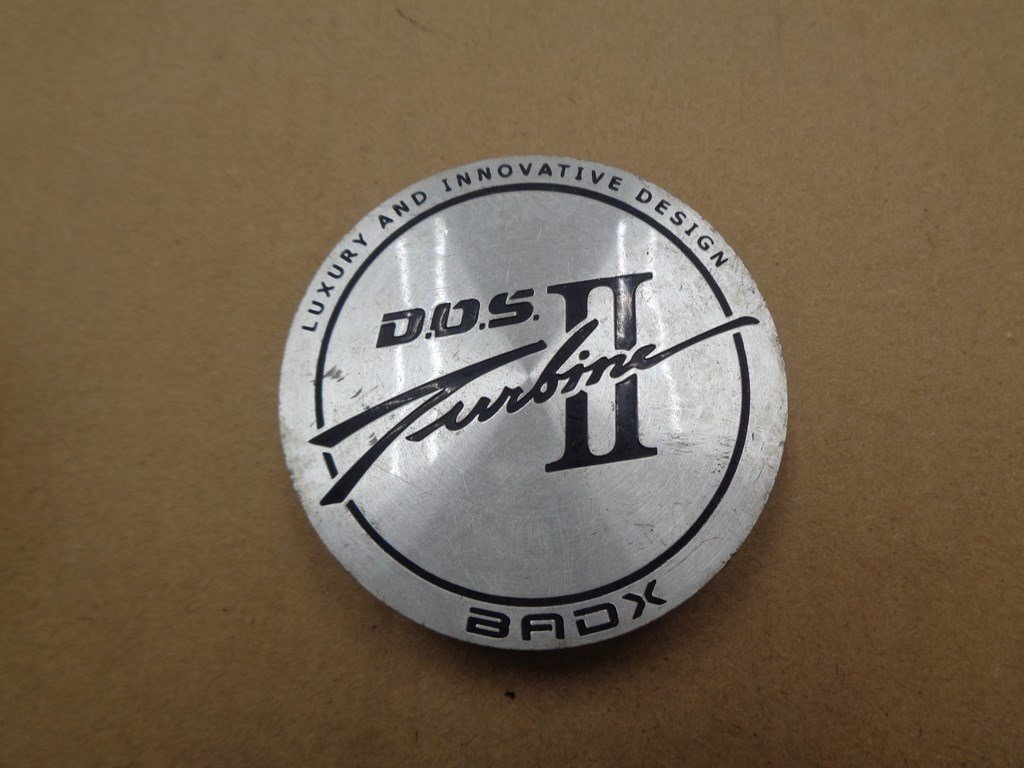 LUXURY AND INNOVATIVE DESIGN
D.O.S.
Turbine II
BADX